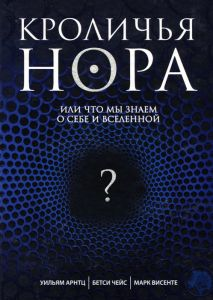 КРОЛИЧЬЯ
НОРА
ИЛИ ЧТО МЫ ЗНАЕМ
О СЕБЕ И ВСЕЛЕННОЙ
?
УИЛЬЯМ АРНТЦ | БЕТСИ ЧЕЙС | МАРК ВИСЕНТЕ